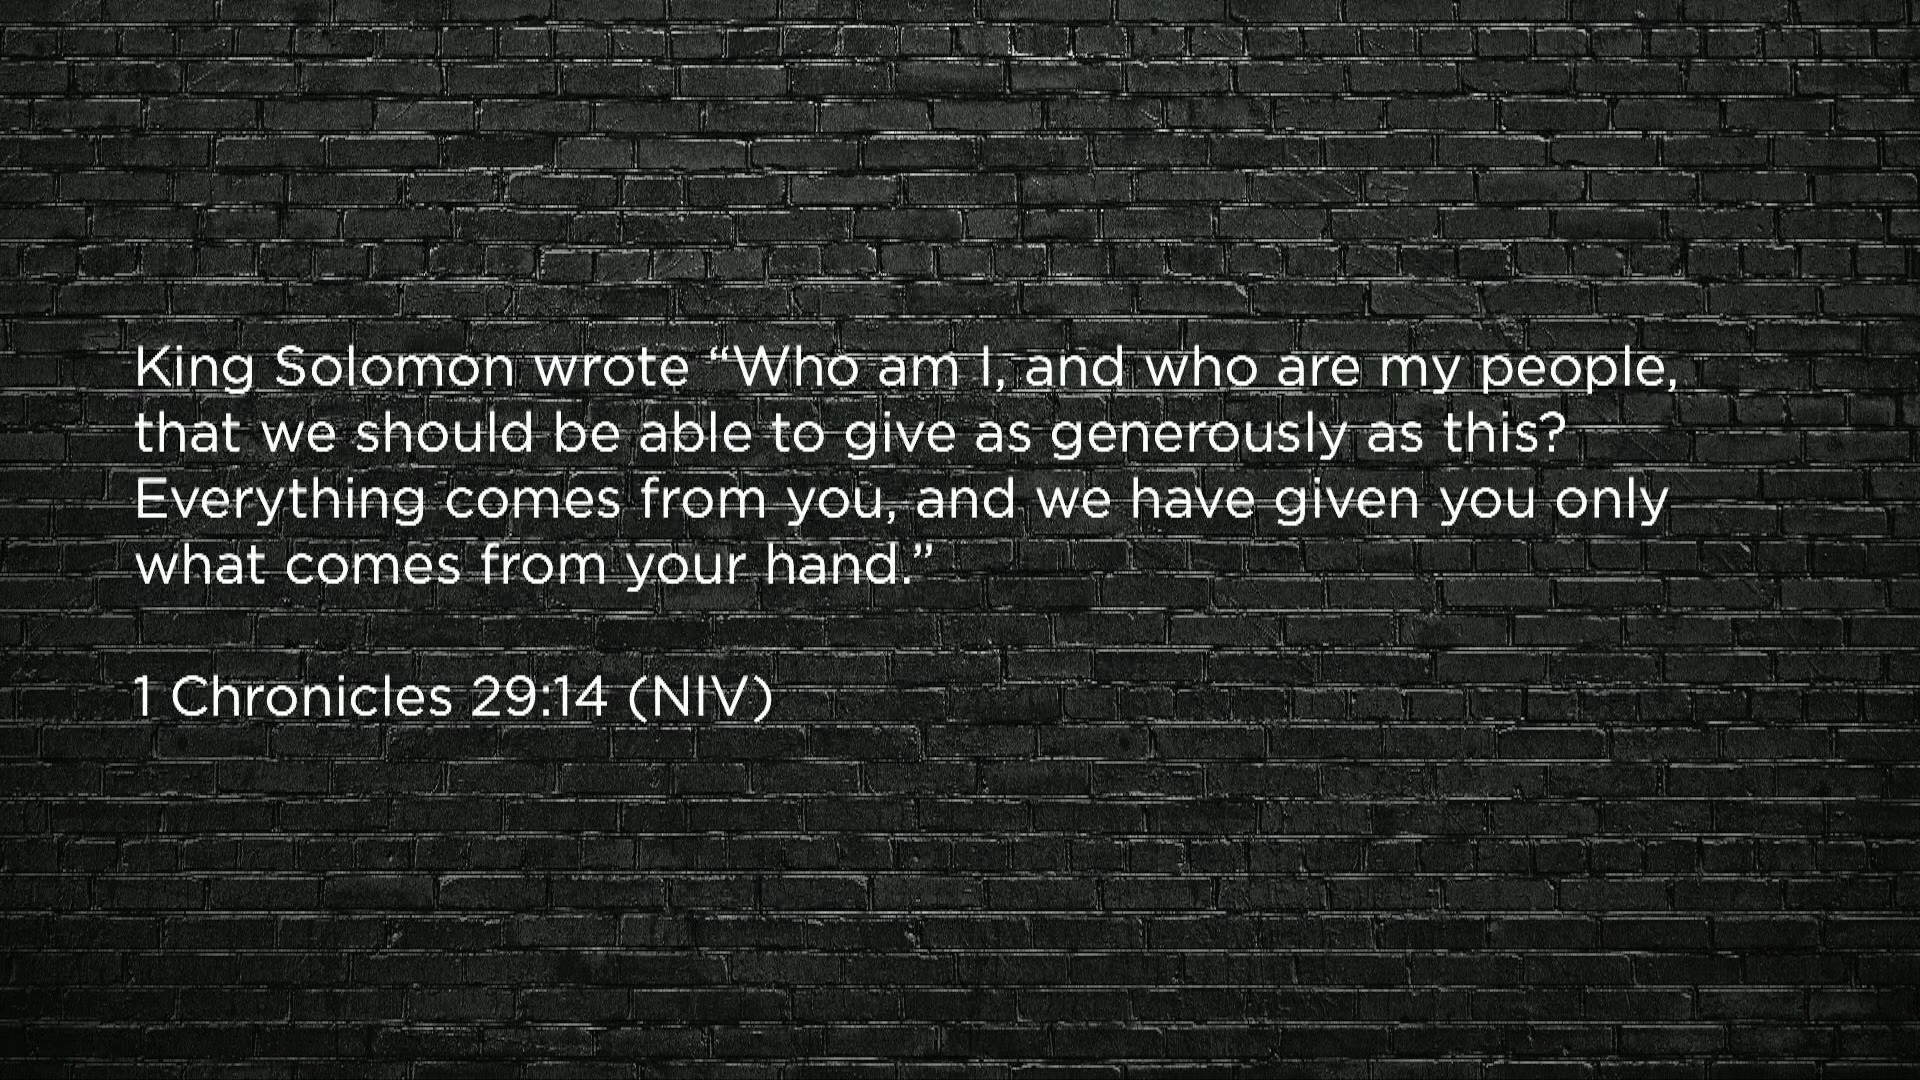 King Solomon wrote “Who am I, and who are my people,
that we should be able to give as generously as this?
Everything comes from you, and we have given you only
what comes from your hand.”
1 Chronicles 29:14 (NIV)